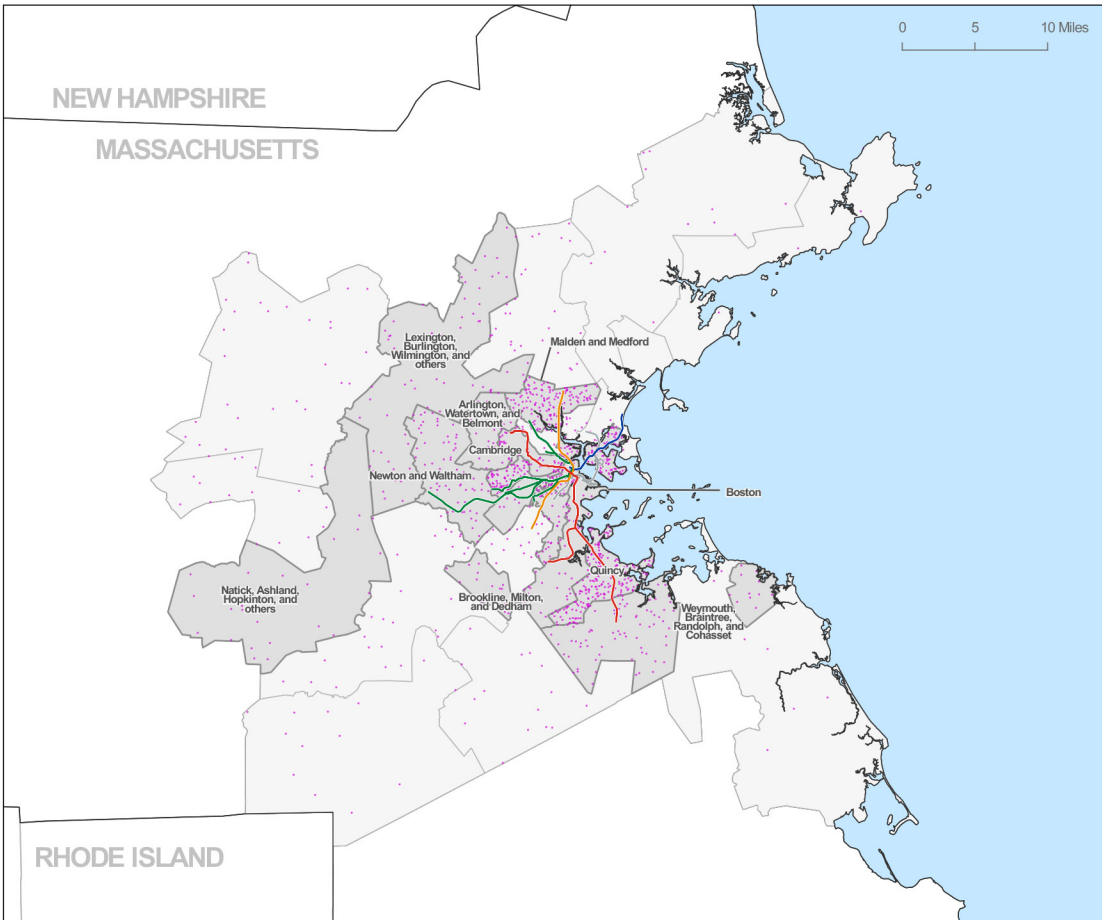 0 5 10 Miles
NEW HAMPSHIRE
MASSACHUSETTS
Lexington,
Burlington,
Wilmington, and
others
Malden and Medford
Arlington,
Watertown, and
Belmont
Cambridge
Newton and Waltham
Boston
Quincy
Natick, Ashland,
Hopkinton, and
others
Brookline, Milton,
and Dedham
Weymouth,
Braintree,
Randolph, and
Cohasset
RHODE ISLAND